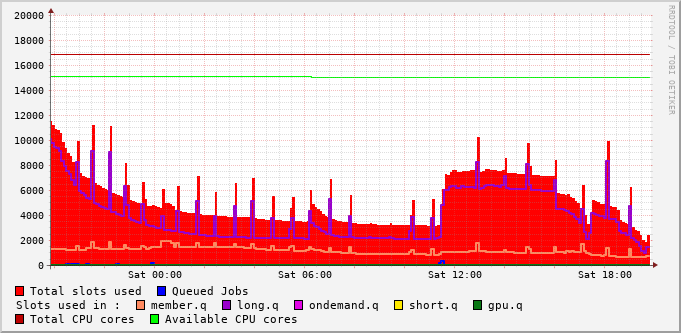 20000
18000
16000
14000
12000
10000
8000
6000
4000
2000
0
Sat 00:00 Sat 06:00 Sat 12:00 Sat 18:00
RRDTOOL / TOBI OETIKER
Total slots used Queued Jobs
Slots used in : member.q long.q ondemand.q short.q gpu.q
Total CPU cores Available CPU cores